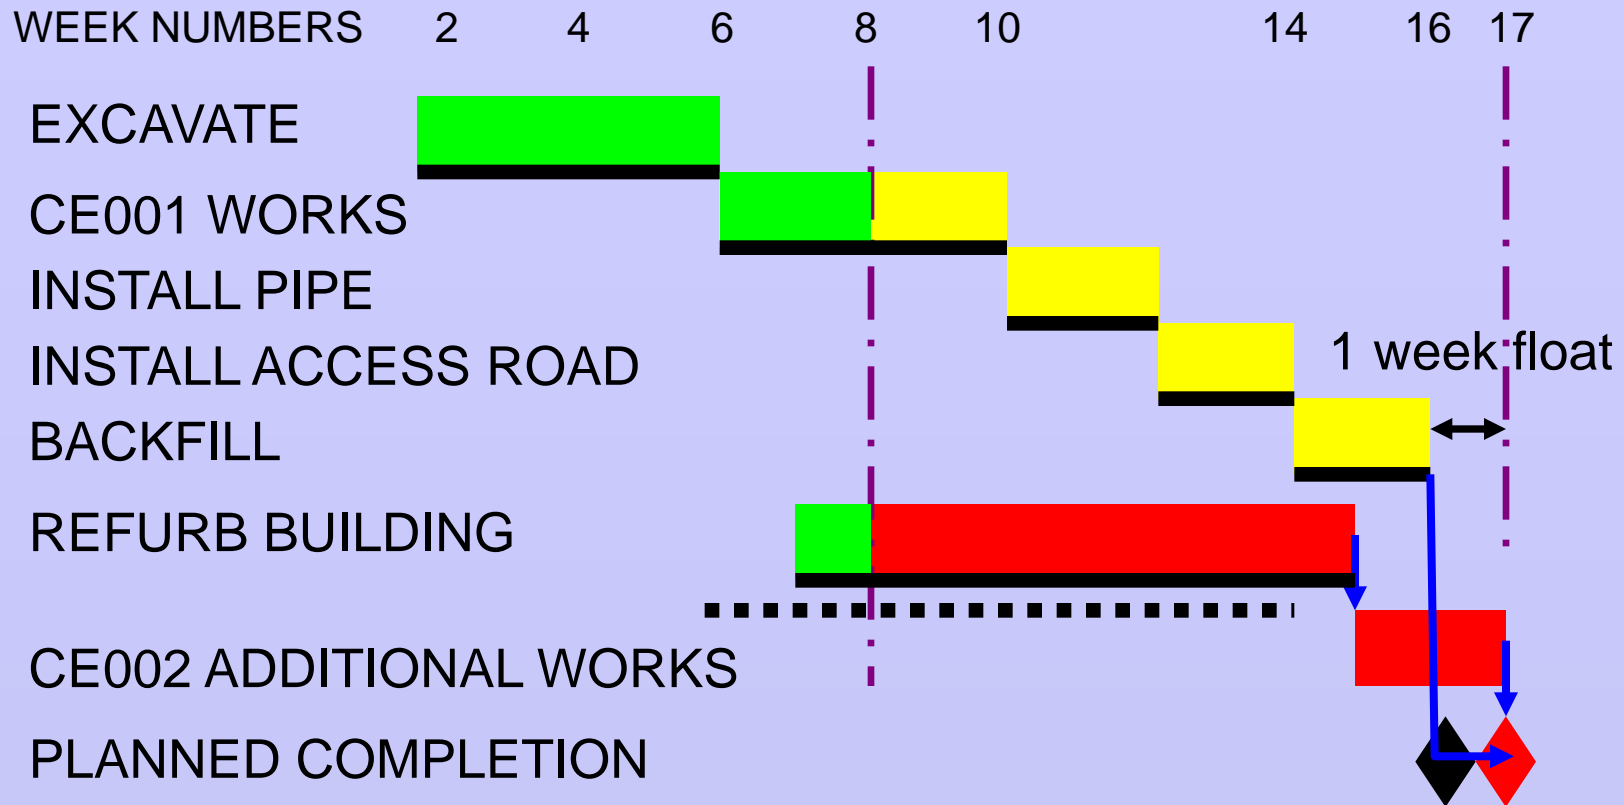 WEEK NUMBERS 2 4 6 8 10 14 16 17
EXCAVATE
CE001 WORKS
INSTALL PIPE
INSTALL ACCESS ROAD
1 week float
BACKFILL
REFURB BUILDING
CE002 ADDITIONAL WORKS
PLANNED COMPLETION